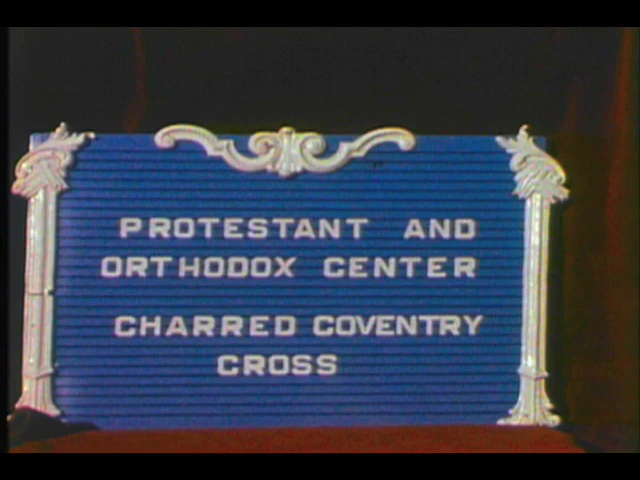 PROTESTANT AND
ORTHODOX CENTER
CHARRED COVENTRY
CROSS